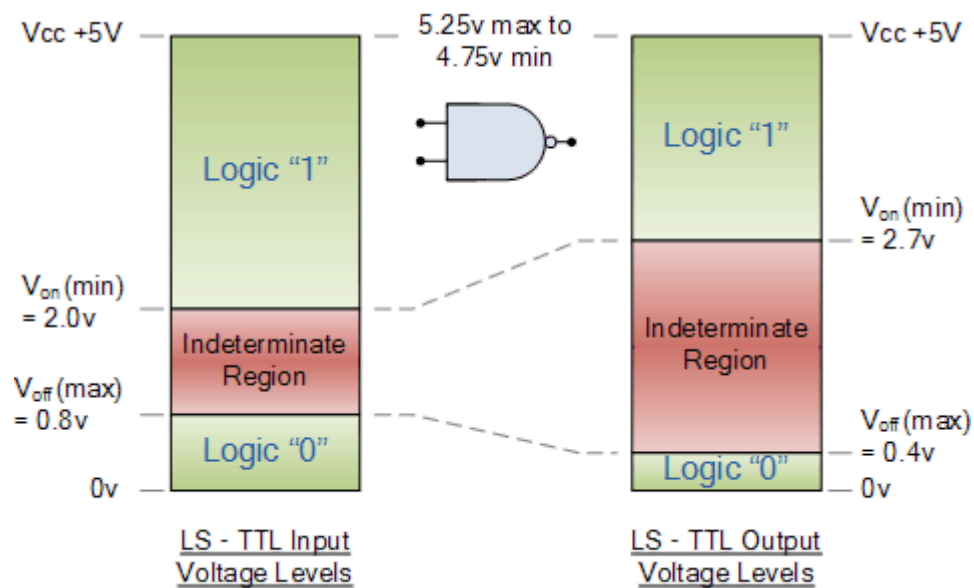 Vcc +5V
5.25v max to
4.75v min
Vcc +5V
Logic “1”
Logic “1”
Von (min)
= 2.7v
Von (min)
= 2.0v
Indeterminate
Region
Indeterminate
Region
Voff (max)
= 0.8v
Voff (max)
= 0.4v
Logic “0”
Logic “0”
0v
0v
LS - TTL Input
Voltage Levels
LS - TTL Output
Voltage Levels